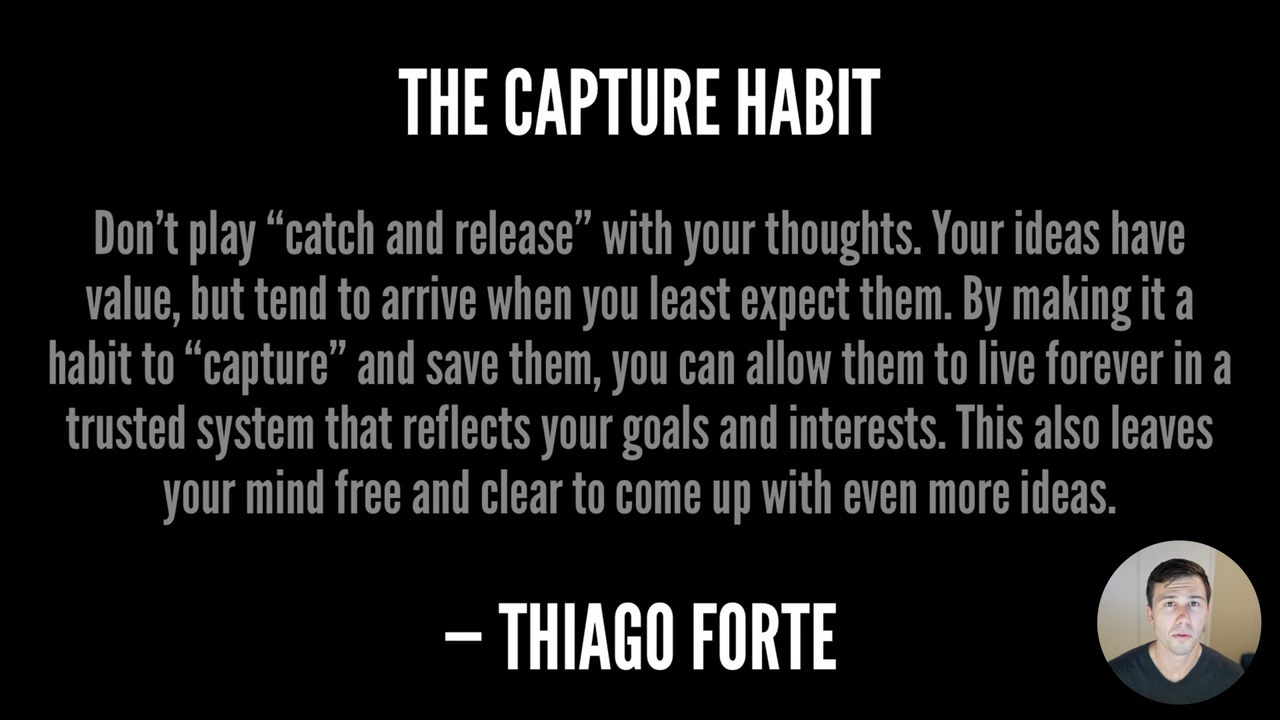 THE CAPTURE HABIT
Don’t play “catch and release” with your thoughts. Your ideas have
value, but tend to arrive when you least expect them. By making it a
habit to “capture” and save them, you can allow them to live forever in a
trusted system that reflects your goals and interests. This also leaves
your mind free and clear to come up with even more ideas.
– THIAGO FORTE